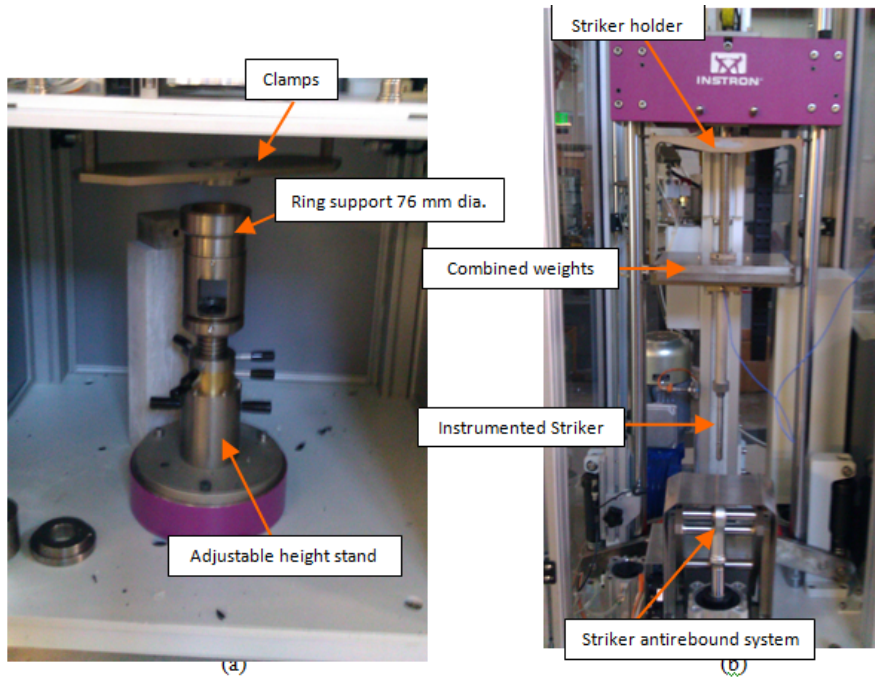 Striker holder
INSTRON
Clamps
Ring support 76 mm dia.
Combined weights
Instrumented Striker
Adjustable height stand
Striker antirebound system
(a)
(b)